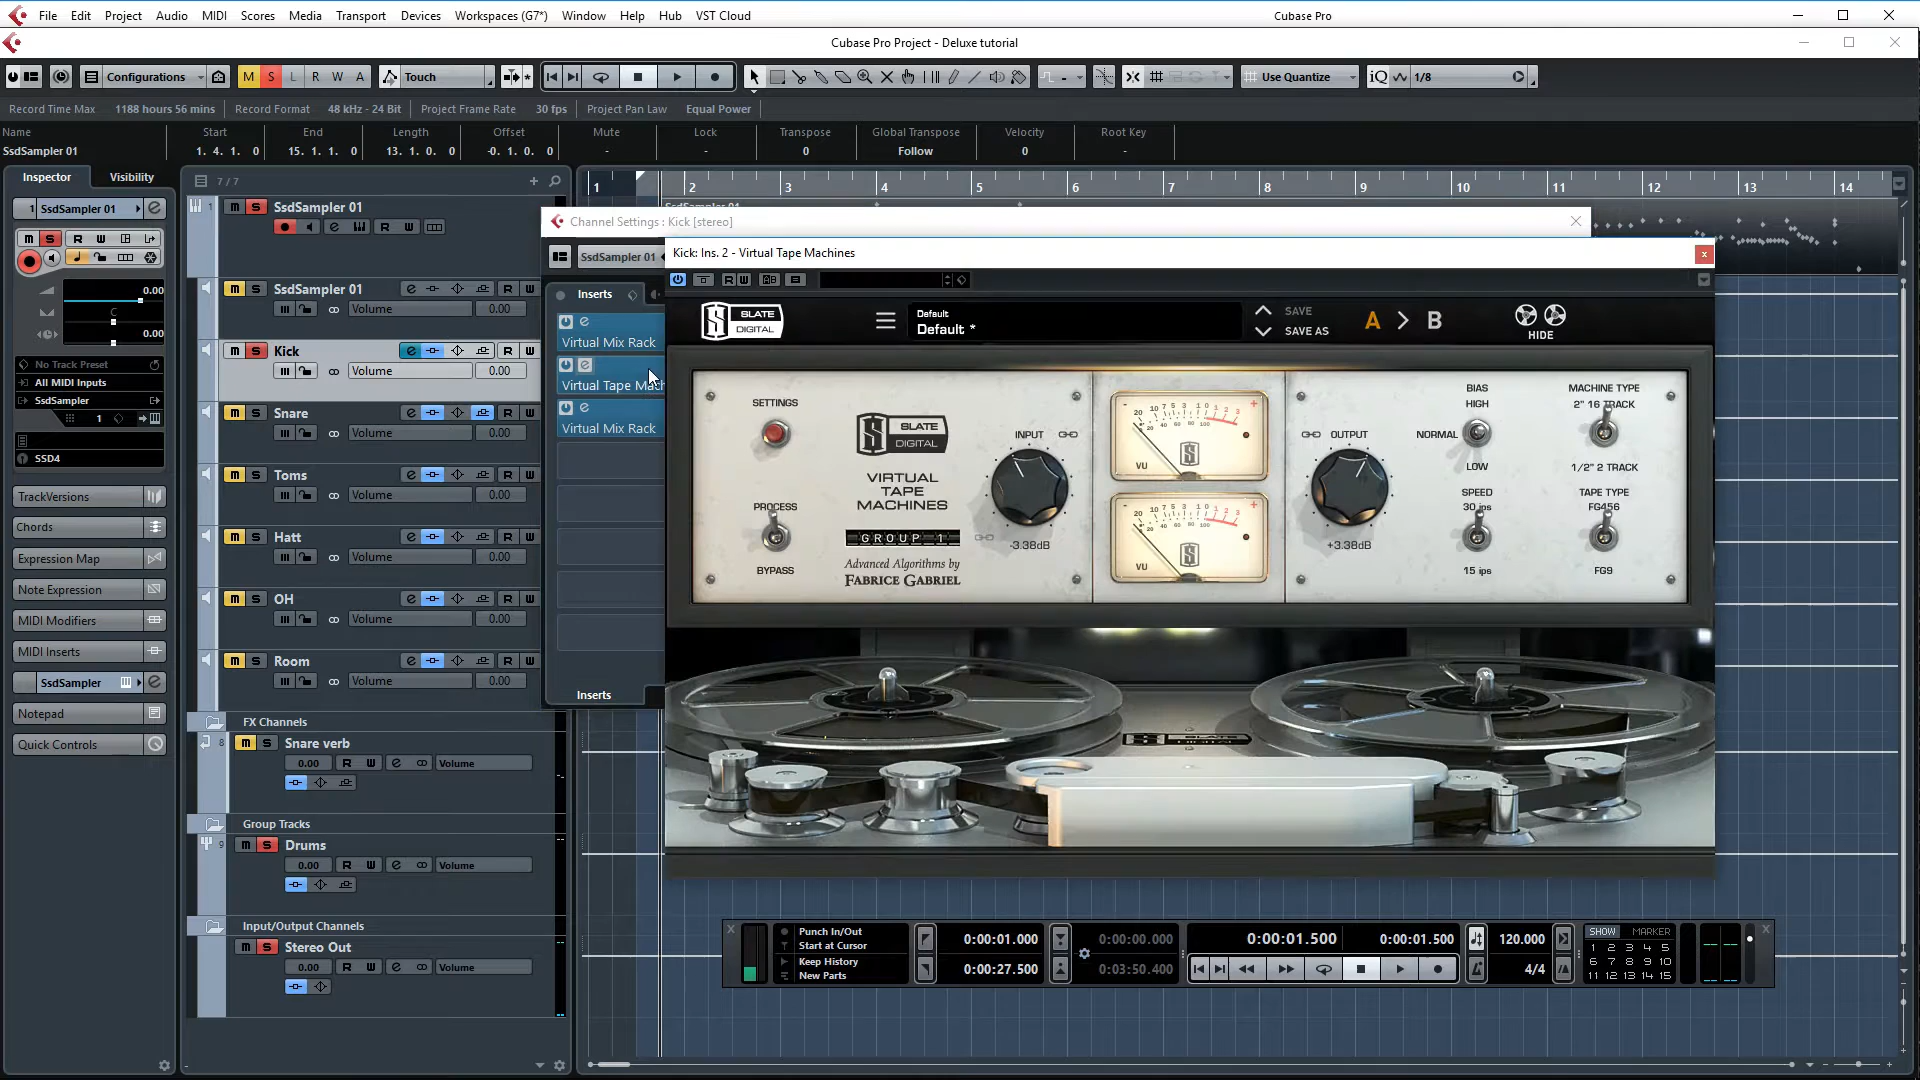 File Edit Project Audio MIDI Scores Media Transport Devices Workspaces (G7*) Window Help Hub VST Cloud
Cubase Pro
Cubase Pro Project - Deluxe tutorial
Configurations M S L R W A Touch Use Quantize iQ 1/8
Record Time Max 1188 hours 56 mins Record Format 48 kHz - 24 Bit Project Frame Rate 30 fps Project Pan Law Equal Power
Name Start End Length Offset Mute Lock Transpose Global Transpose Velocity Root Key
SsdSampler 01 1. 4. 1. 0 15. 1. 1. 0 13. 1. 0. 0 -0. 1. 0. 0 - - 0 Follow 0 -
Inspector Visibility
7 / 7
1 2 3 4 5 6 7 8 9 10 11 12 13 14
1 SsdSampler 01 e
m S R W
0.00
C
0.00
No Track Preset
All MIDI Inputs
SsdSampler
1
SSD4
TrackVersions
Chords
Expression Map
Note Expression
MIDI Modifiers
MIDI Inserts
SsdSampler
Notepad
Quick Controls
1 m S SsdSampler 01
e R W
m S SsdSampler 01 e R W
Volume 0.00
m S Kick e R W
Volume 0.00
m S Snare e R W
Volume 0.00
m S Toms e R W
Volume 0.00
m S Hatt e R W
Volume 0.00
m S OH e R W
Volume 0.00
m S Room e R W
Volume 0.00
FX Channels
8 m S Snare verb
0.00 R W e Volume
Group Tracks
9 m S Drums
0.00 R W e Volume
Input/Output Channels
m S Stereo Out
0.00 R W e Volume
Channel Settings : Kick [stereo]
SsdSampler 01
Inserts
Virtual Mix Rack
Virtual Tape Mach
Virtual Mix Rack
Inserts
Kick: Ins. 2 - Virtual Tape Machines
R W
SLATE DIGITAL
Default
Default *
SAVE
SAVE AS
A > B
HIDE
SETTINGS
PROCESS
BYPASS
SLATE DIGITAL
VIRTUAL
TAPE
MACHINES
GROUP 1
Advanced Algorithms by
FABRICE GABRIEL
INPUT
-3.38dB
VU
VU
OUTPUT
+3.38dB
BIAS
HIGH
NORMAL
LOW
SPEED
30 ips
15 ips
MACHINE TYPE
2" 16 TRACK
1/2" 2 TRACK
TAPE TYPE
FG456
FG9
Punch In/Out
Start at Cursor
Keep History
New Parts
0:00:01.000
0:00:27.500
0:00:00.000
0:03:50.400
0:00:01.500 0:00:01.500
120.000
4/4
SHOW MARKER
1 2 3 4 5
6 7 8 9 10
11 12 13 14 15